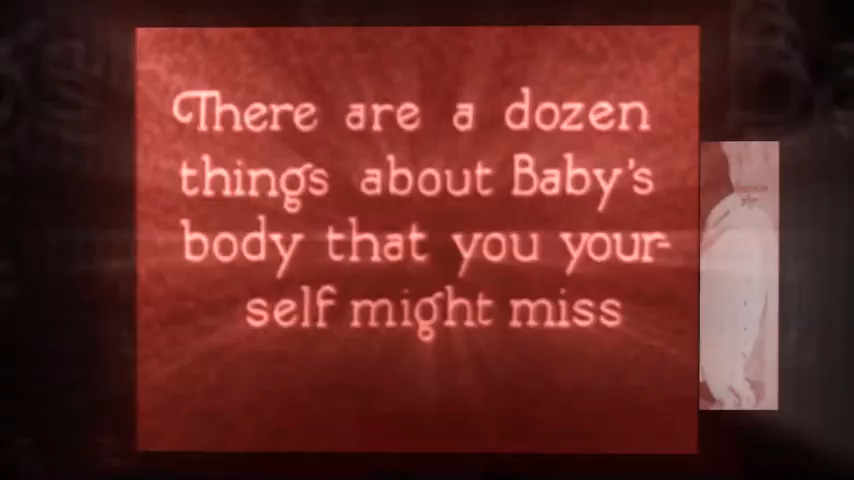 There are a dozen
things about Baby's
body that you your-
self might miss